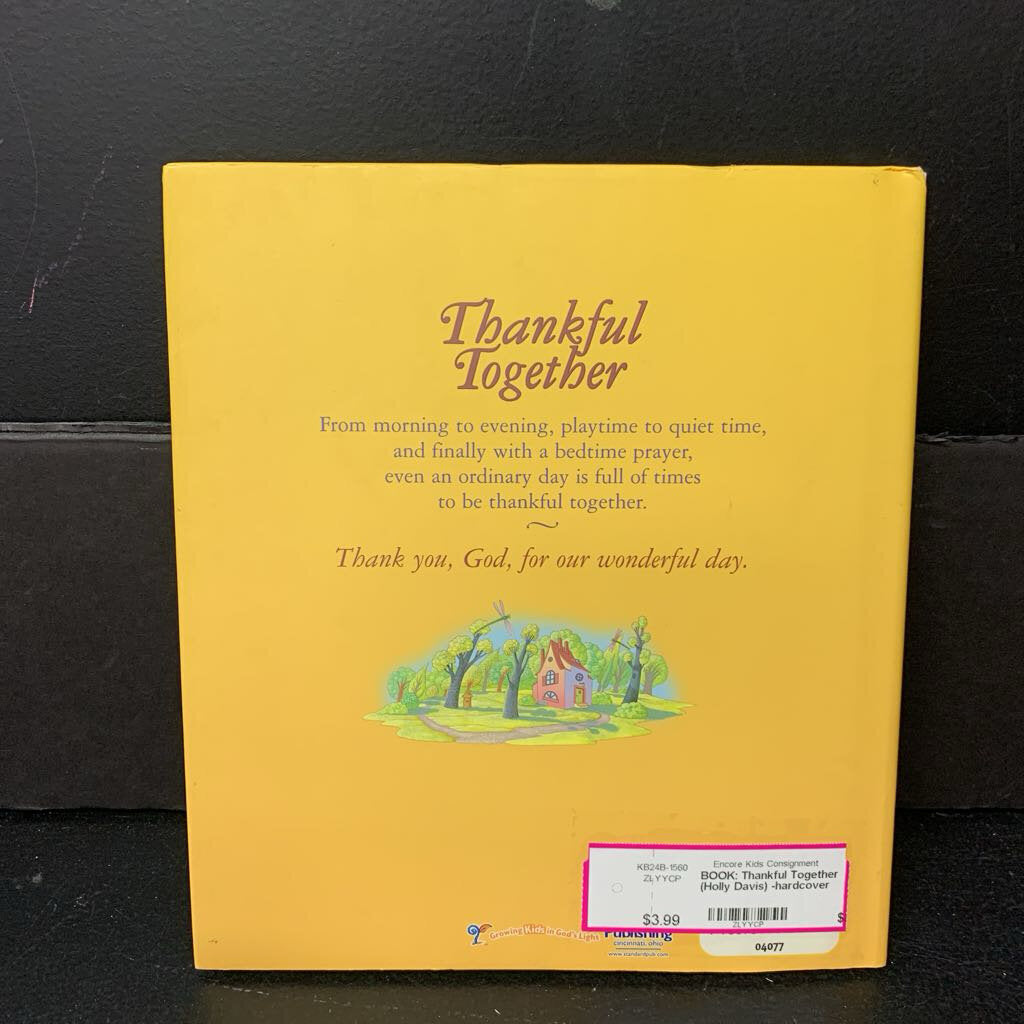 Thankful
Together
From morning to evening, playtime to quiet time,
and finally with a bedtime prayer,
even an ordinary day is full of times
to be thankful together.
Thank you, God, for our wonderful day.
KB24B-1560
ZLYYCP
Encore Kids Consignment
BOOK: Thankful Together
(Holly Davis) -hardcover
$3.99
ZLYYCP
$
Growing Kids in God's Light
Publishing
cincinnati, ohio
www.standardpub.com
04077